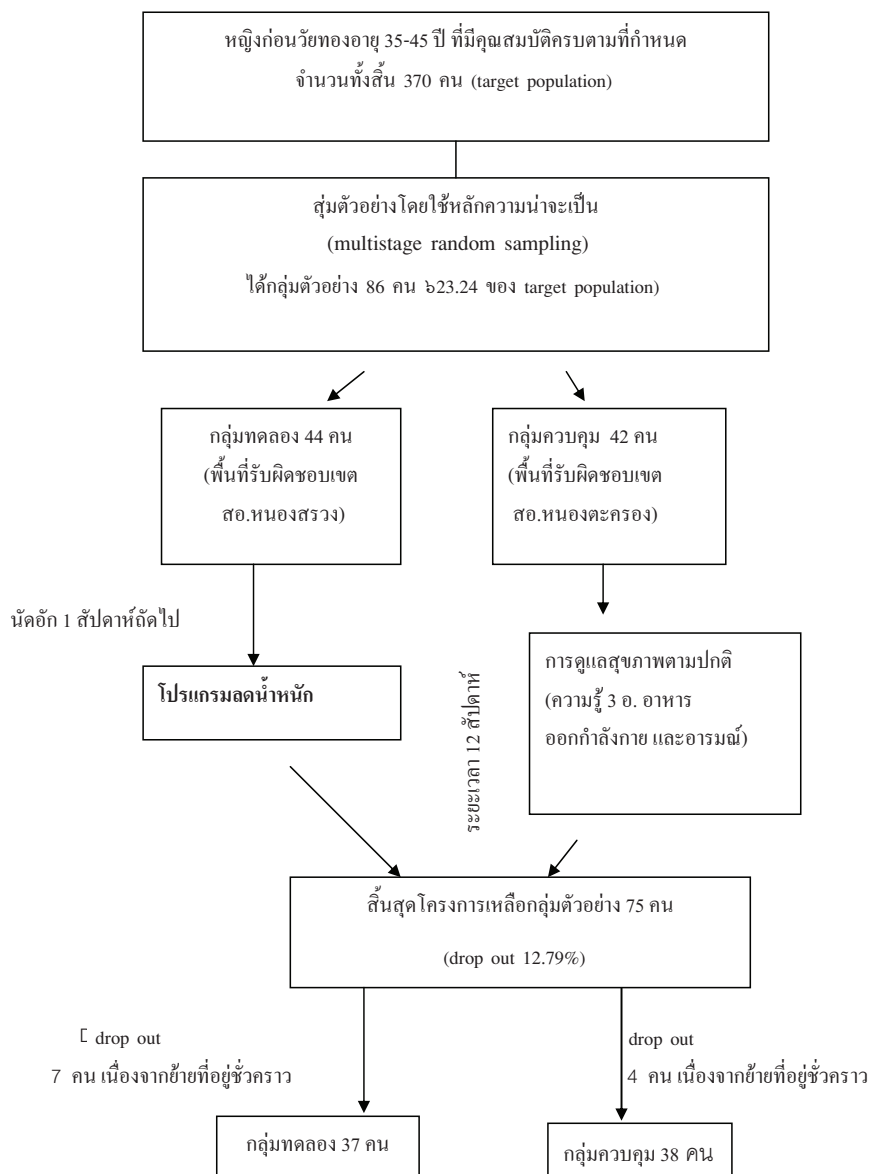 หญิงก่อนวัยทองอายุ 35-45 ปี ที่มีคุณสมบัติครบตามที่กำหนด
จำนวนทั้งสิ้น 370 คน (target population)
สุ่มตัวอย่างโดยใช้หลักความน่าจะเป็น
(multistage random sampling)
ได้กลุ่มตัวอย่าง 86 คน ๖23.24 ของ target population)
กลุ่มทดลอง 44 คน
(พื้นที่รับผิดชอบเขต
สอ.หนองสรวง)
กลุ่มควบคุม 42 คน
(พื้นที่รับผิดชอบเขต
สอ.หนองตะครอง)
นัดอัก 1 สัปดาห์ถัดไป
โปรแกรมลดน้ำหนัก
ระยะเวลา 12 สัปดาห์
การดูแลสุขภาพตามปกติ
(ความรู้ 3 อ. อาหาร
ออกกำลังกาย และอารมณ์)
สิ้นสุดโครงการเหลือกลุ่มตัวอย่าง 75 คน
(drop out 12.79%)
[ drop out
7 คน เนื่องจากย้ายที่อยู่ชั่วคราว
drop out
4 คน เนื่องจากย้ายที่อยู่ชั่วคราว
กลุ่มทดลอง 37 คน
กลุ่มควบคุม 38 คน